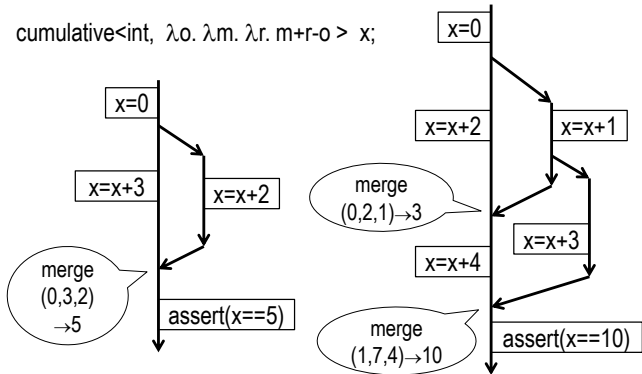 cumulative<int, λo. λm. λr. m+r-o > x;
x=0
x=x+3
x=x+2
merge
(0,3,2)
→5
assert(x==5)
x=0
x=x+2
x=x+1
merge
(0,2,1)→3
x=x+3
x=x+4
merge
(1,7,4)→10
assert(x==10)